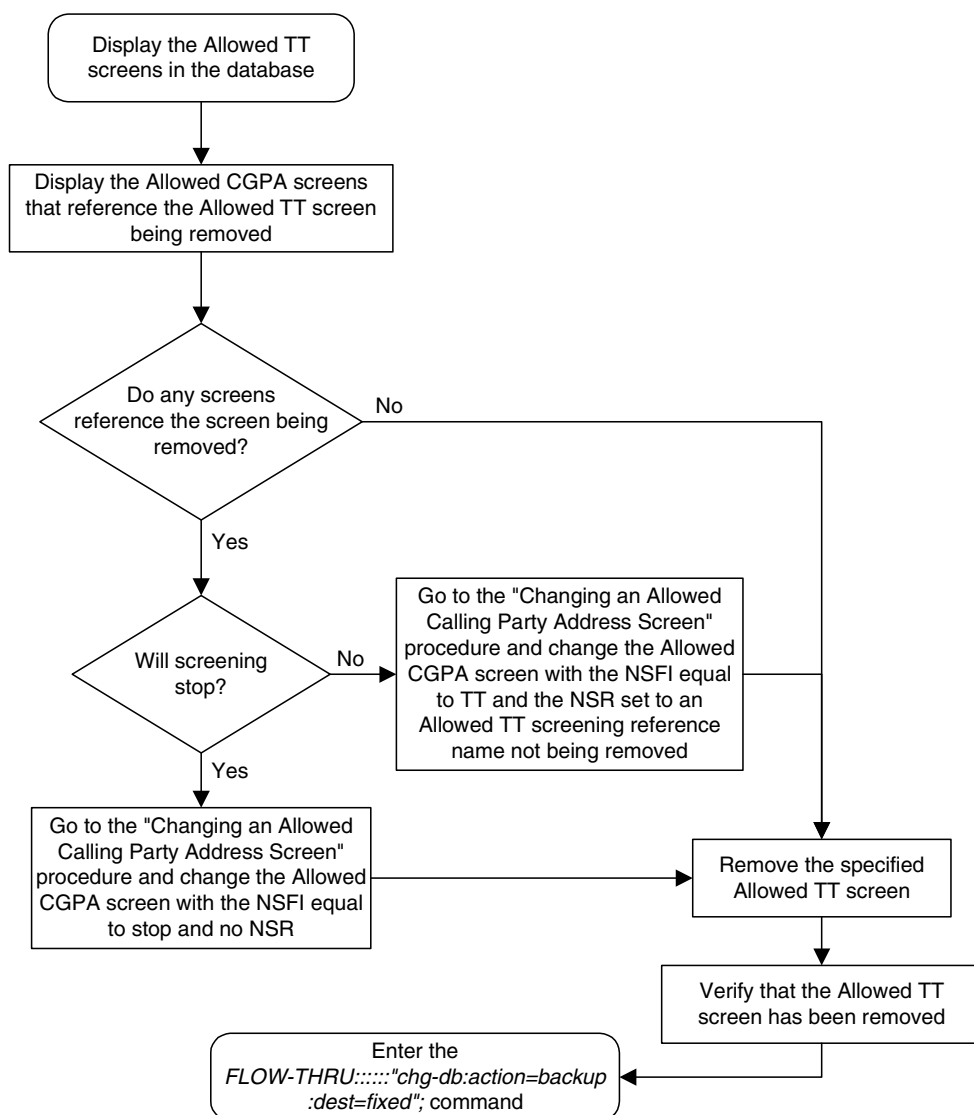 Display the Allowed TT
screens in the database
Display the Allowed CGPA screens
that reference the Allowed TT screen
being removed
Do any screens
reference the screen being
removed?
No
Yes
Will screening
stop?
No
Go to the "Changing an Allowed
Calling Party Address Screen"
procedure and change the Allowed
CGPA screen with the NSFI equal
to TT and the NSR set to an
Allowed TT screening reference
name not being removed
Yes
Go to the "Changing an Allowed
Calling Party Address Screen"
procedure and change the Allowed
CGPA screen with the NSFI equal
to stop and no NSR
Remove the specified
Allowed TT screen
Verify that the Allowed TT
screen has been removed
Enter the
FLOW-THRU::::::"chg-db:action=backup
:dest=fixed"; command